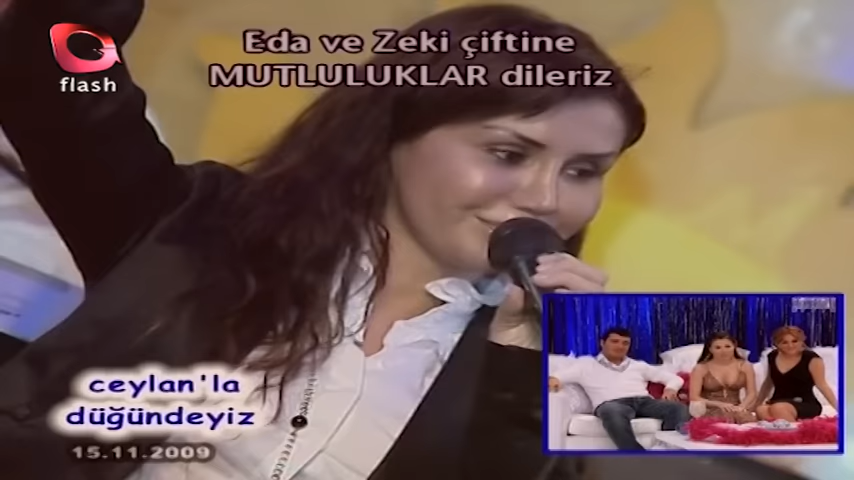 Eda ve Zeki çiftine
MUTLULUKLAR dileriz
flash
ceylan'la
düğündeyiz
15.11.2009